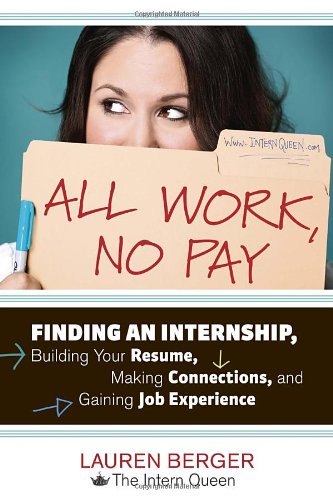 www.InternQueen.com
ALL WORK,
NO PAY
FINDING AN INTERNSHIP,
Building Your Resume,
Making Connections, and
Gaining Job Experience
LAUREN BERGER
The Intern Queen